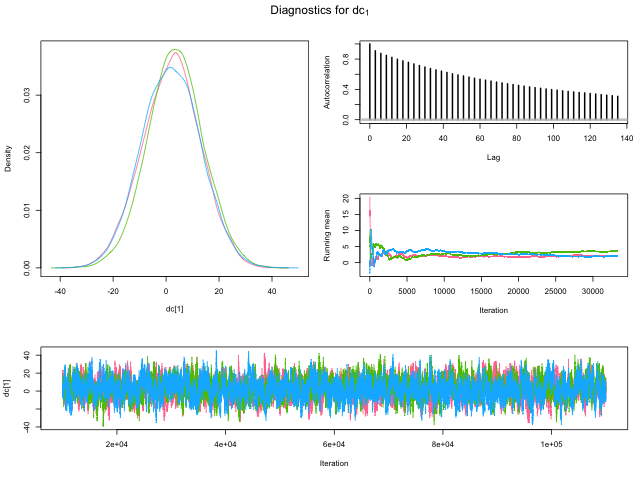 Diagnostics for dc1
Density
0.00
0.01
0.02
0.03
-40
-20
0
20
40
dc[1]
Autocorrelation
0.0
0.4
0.8
0
20
40
60
80
100
120
140
Lag
Running mean
0
5
10
15
20
0
5000
10000
15000
20000
25000
30000
Iteration
dc[1]
-40
0
20
40
2e+04
4e+04
6e+04
8e+04
1e+05
Iteration